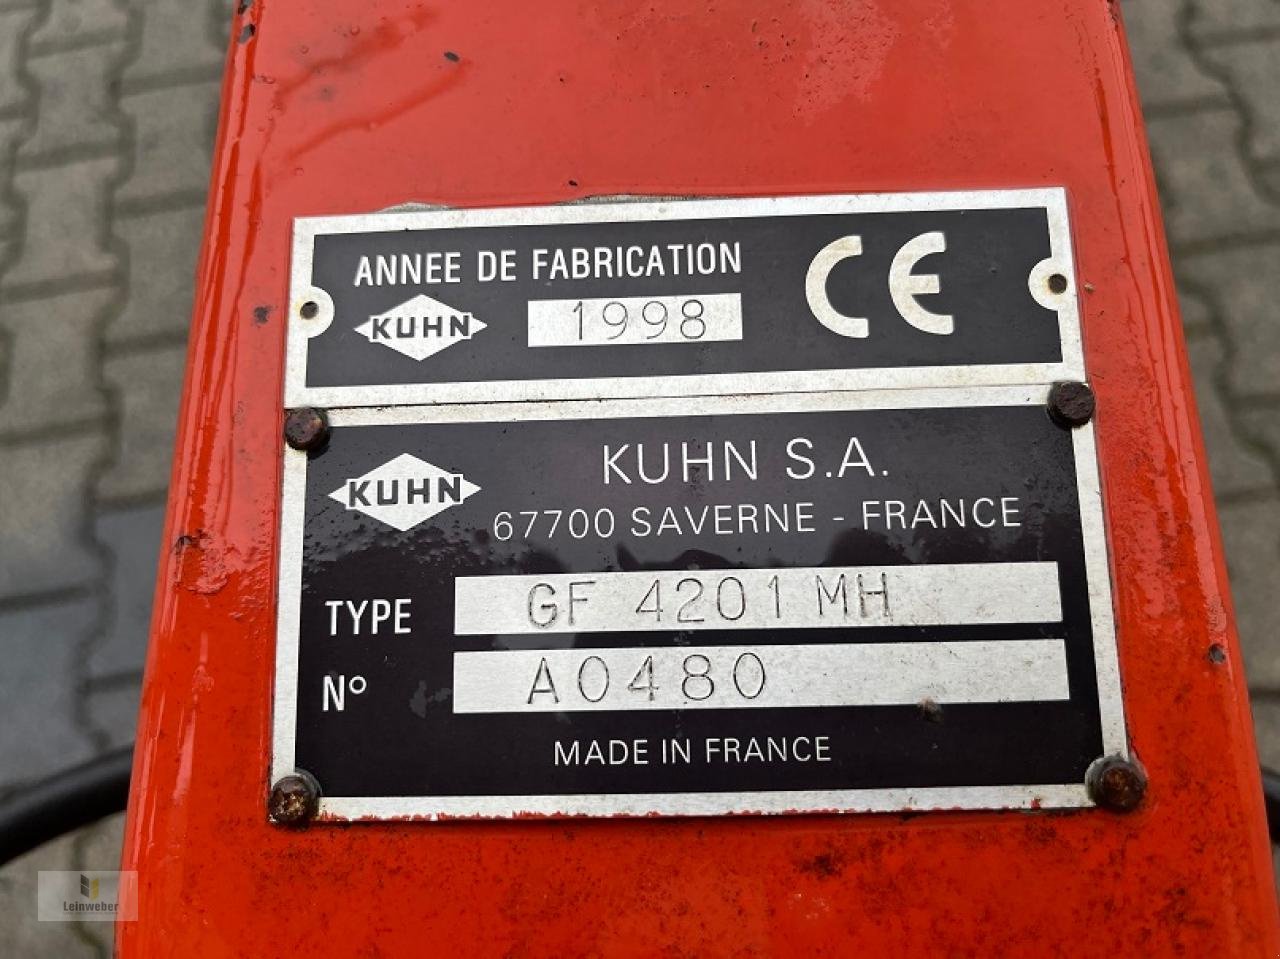 ANNEE DE FABRICATION
KUHN
1998
CE
KUHN
KUHN S.A.
67700 SAVERNE - FRANCE
TYPE GF 4201 MH
N° A0480
MADE IN FRANCE
Leinweber